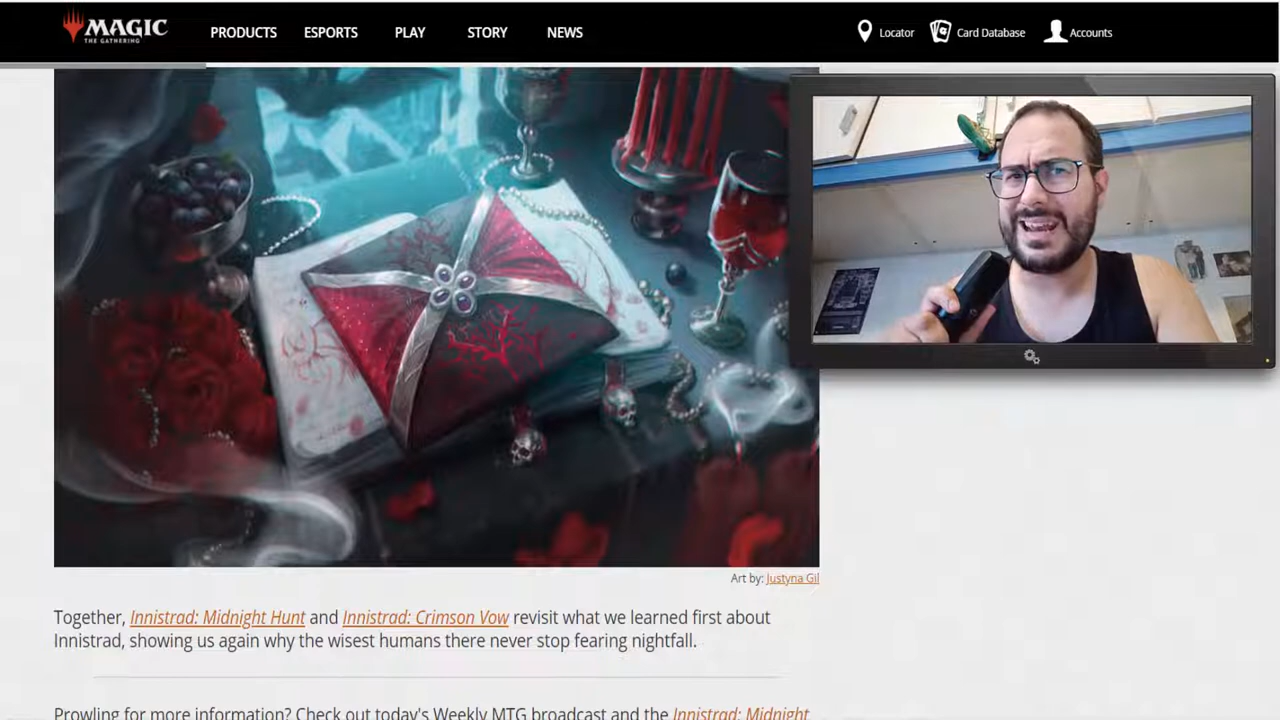 MAGIC
THE GATHERING
PRODUCTS ESPORTS PLAY STORY NEWS
Locator Card Database Accounts
Art by: Justyna Gil
Together, Innistrad: Midnight Hunt and Innistrad: Crimson Vow revisit what we learned first about
Innistrad, showing us again why the wisest humans there never stop fearing nightfall.
Prowling for more information? Check out today's Weekly MTG broadcast and the Innistrad: Midnight